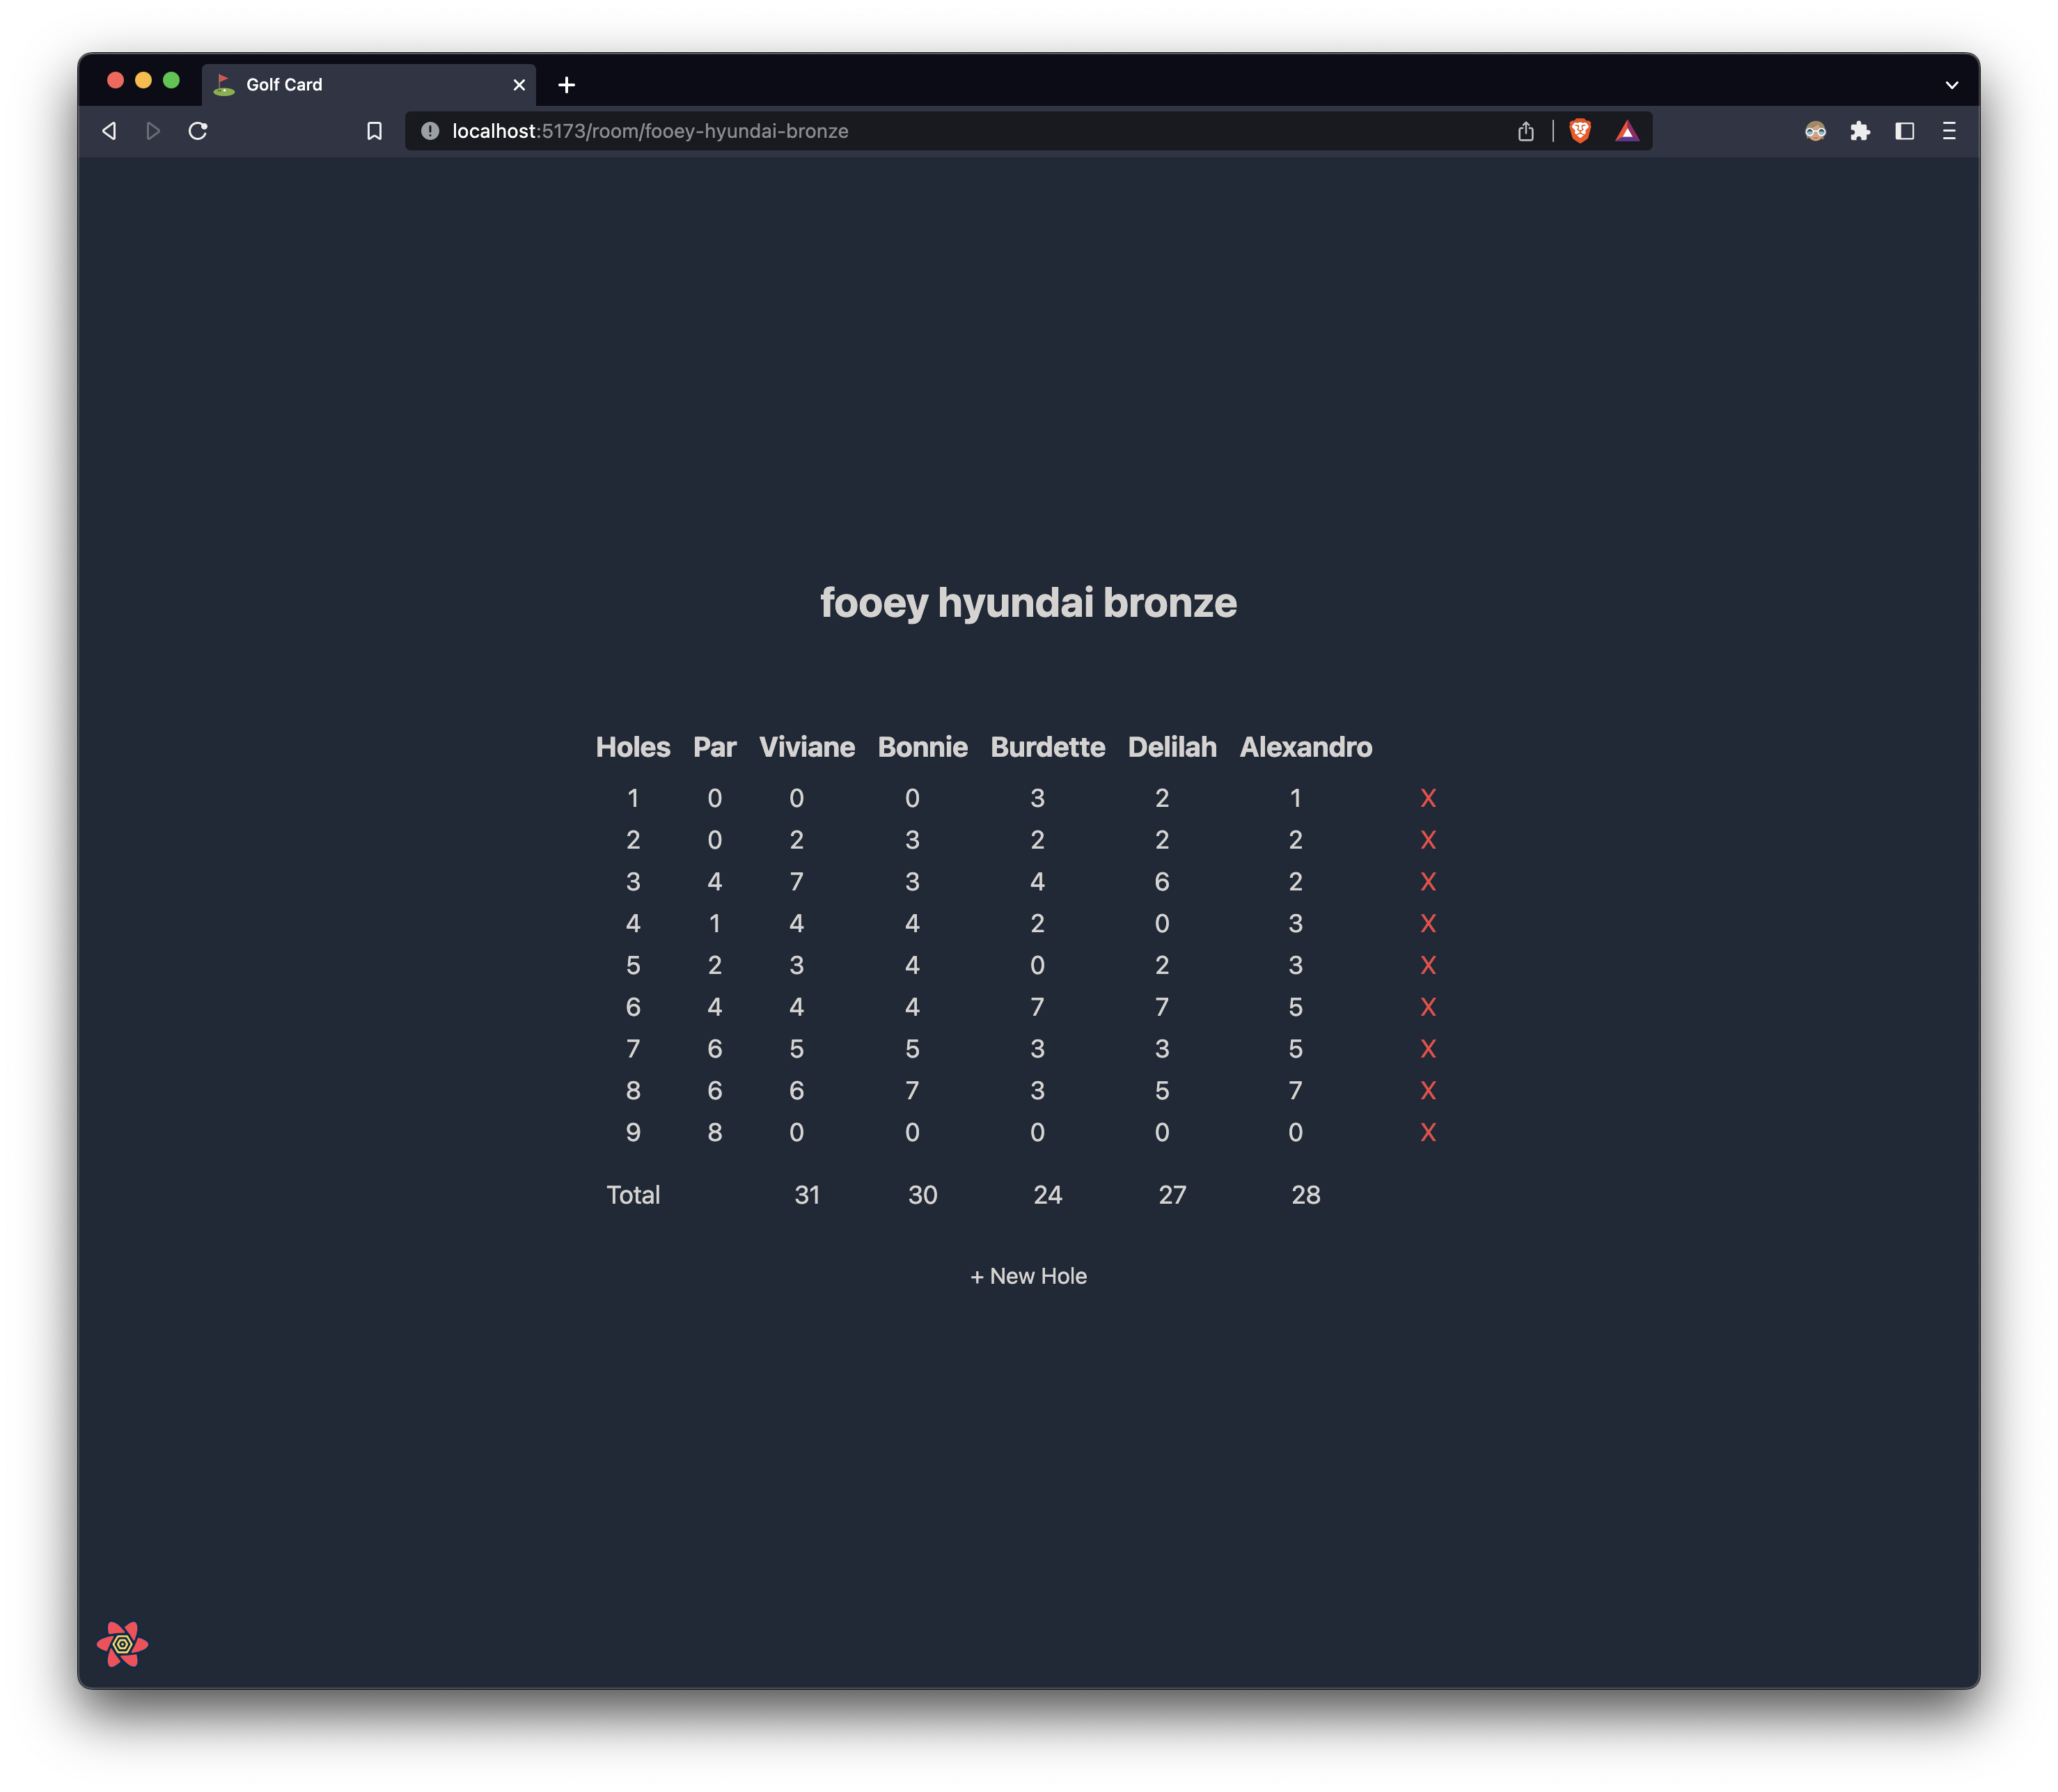 Golf Card
localhost:5173/room/fooey-hyundai-bronze
fooey hyundai bronze
Holes Par Viviane Bonnie Burdette Delilah Alexandro
1 0 0 0 3 2 1 X
2 0 2 3 2 2 2 X
3 4 7 3 4 6 2 X
4 1 4 4 2 0 3 X
5 2 3 4 0 2 3 X
6 4 4 4 7 7 5 X
7 6 5 5 3 3 5 X
8 6 6 7 3 5 7 X
9 8 0 0 0 0 0 X
Total 31 30 24 27 28
+ New Hole